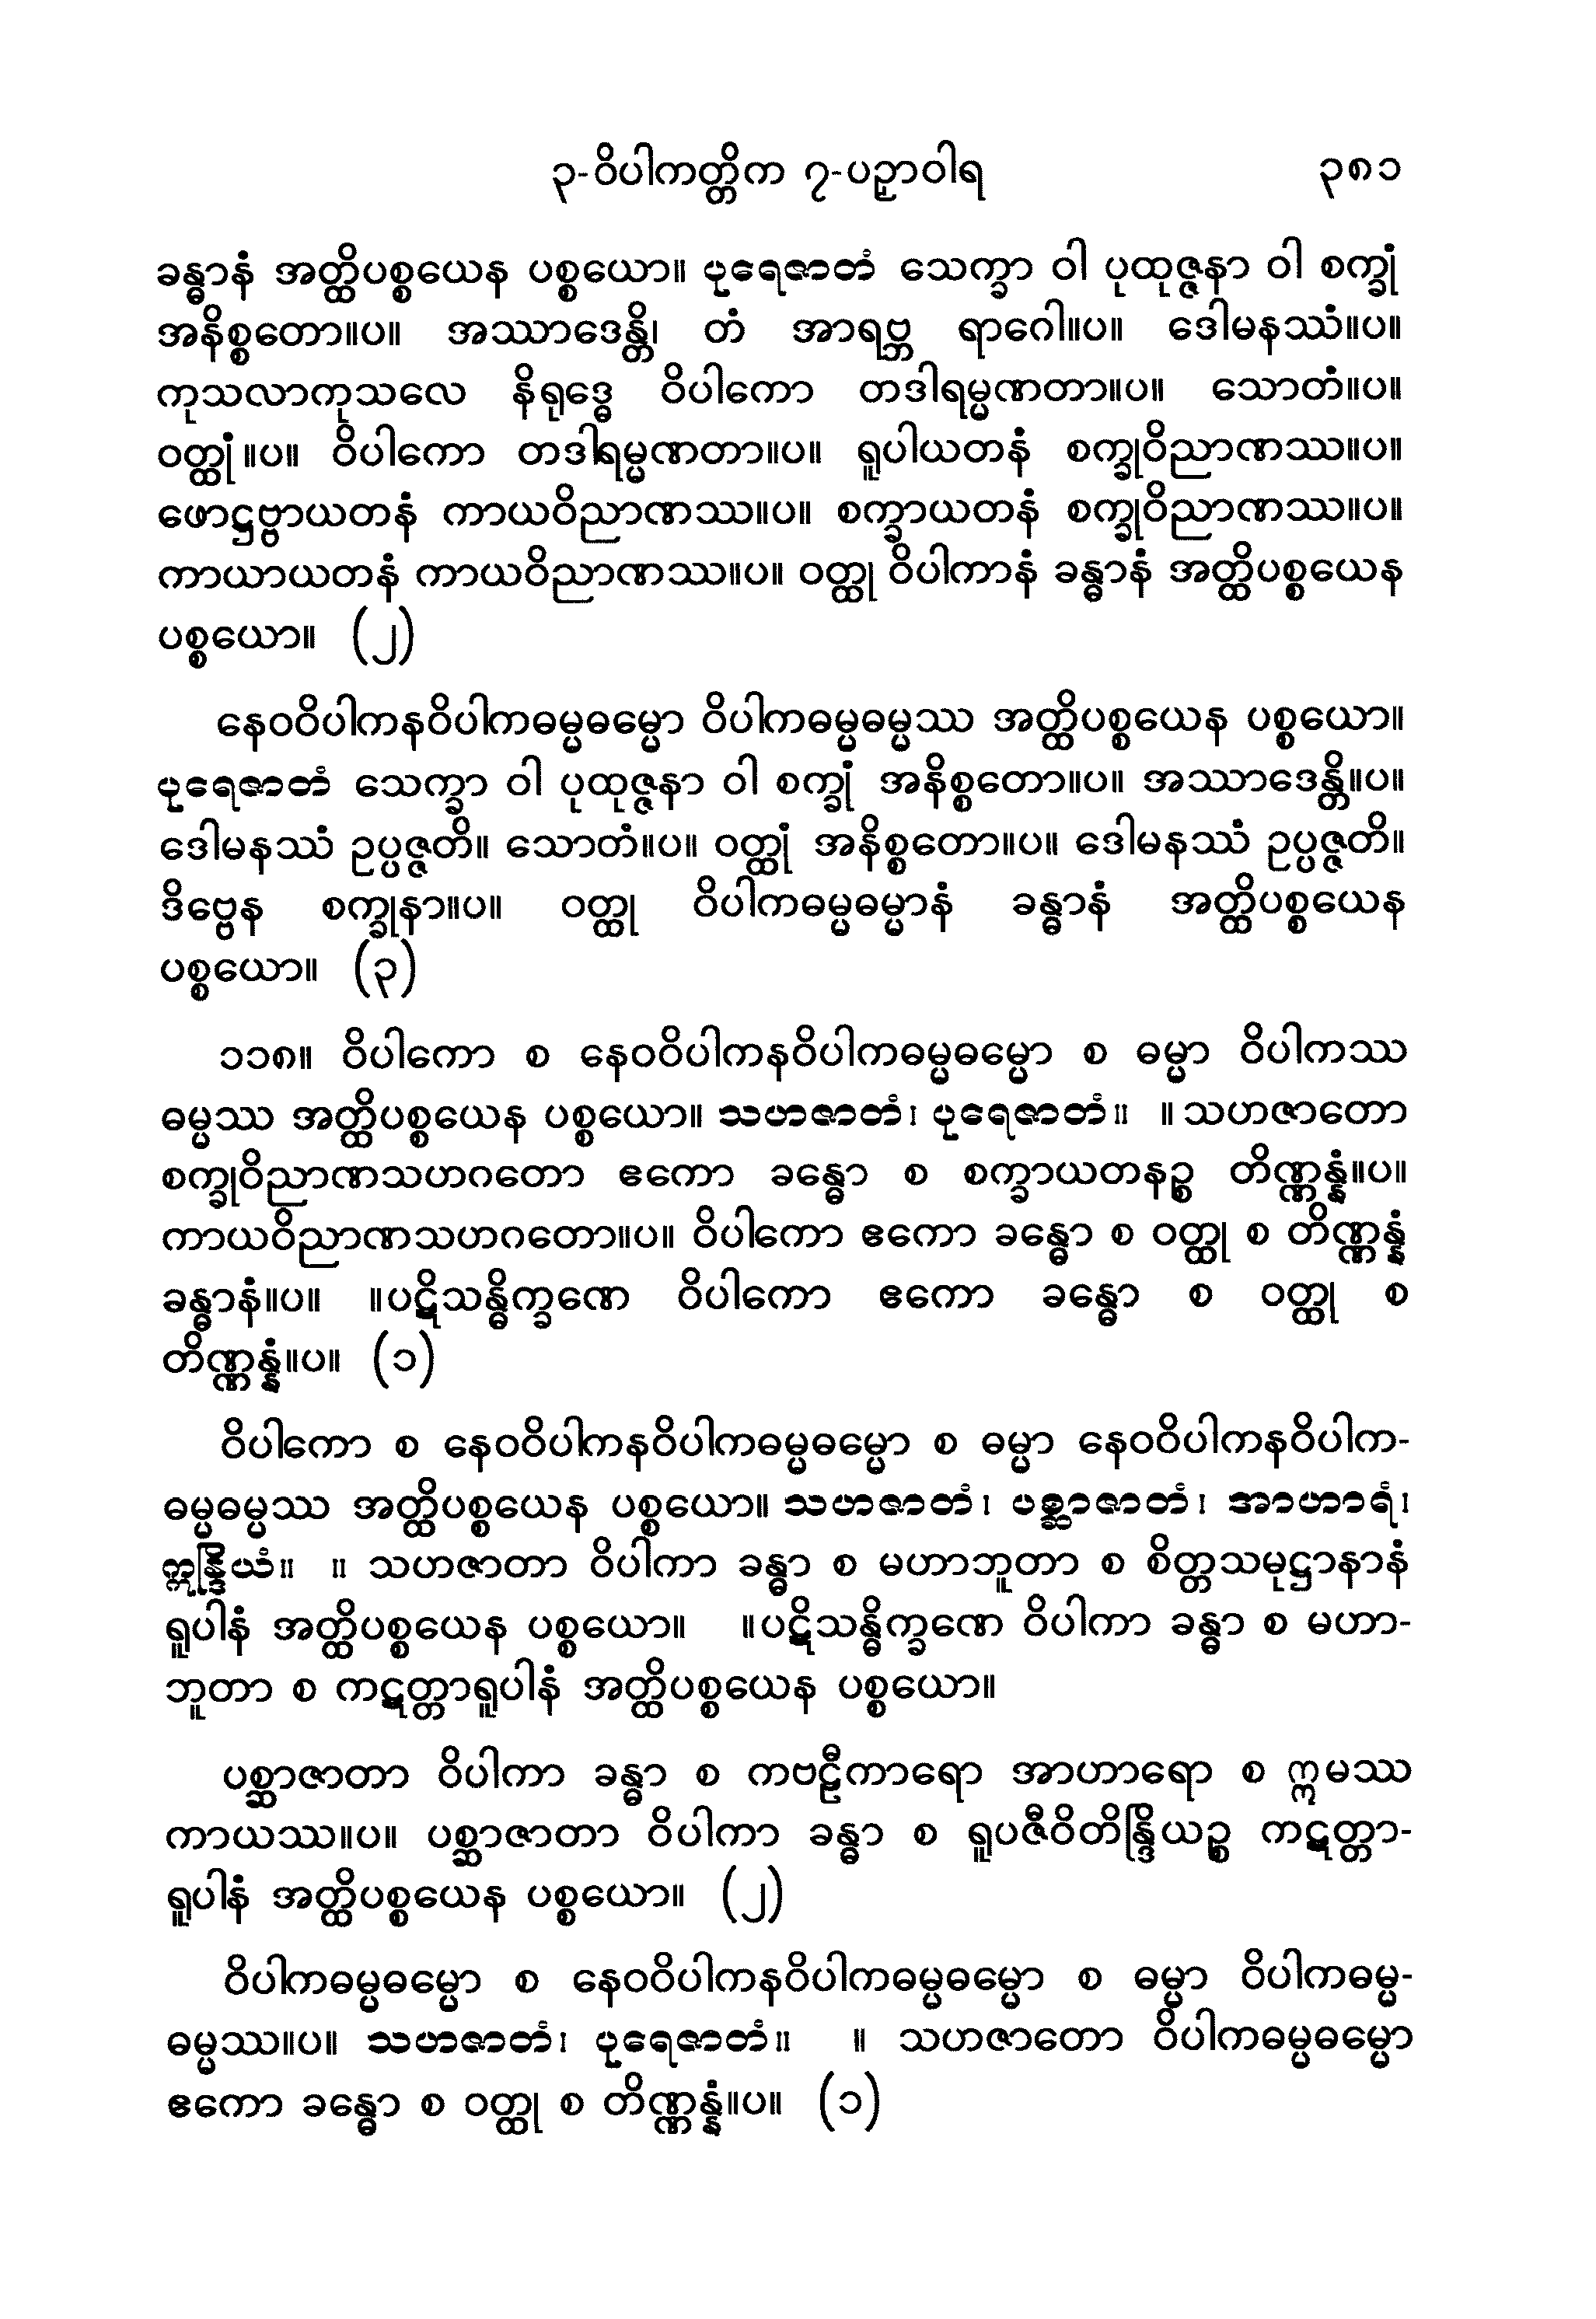 ၃-ဝိပါကတ္တိက ၇-ပဉှာဝါရ ၃၈၁
ခန္ဓာနံ အတ္ထိပစ္စယေန ပစ္စယော။ ပုရေဇာတံ သေက္ခာ ဝါ ပုထုဇ္ဇနာ ဝါ စက္ခုံ
အနိစ္စတော။ပ။ အဿာဒေန္တိ၊ တံ အာရဗ္ဘ ရာဂေါ။ပ။ ဒေါမနဿံ။ပ။
ကုသလာကုသလေ နိရုဒ္ဓေ ဝိပါကော တဒါရမ္မဏတာ။ပ။ သောတံ။ပ။
ဝတ္ထုံ။ပ။ ဝိပါကော တဒါရမ္မဏတာ။ပ။ ရူပါယတနံ စက္ခုဝိညာဏဿ။ပ။
ဖောဋ္ဌဗ္ဗာယတနံ ကာယဝိညာဏဿ။ပ။ စက္ခာယတနံ စက္ခုဝိညာဏဿ။ပ။
ကာယာယတနံ ကာယဝိညာဏဿ။ပ။ ဝတ္ထု ဝိပါကာနံ ခန္ဓာနံ အတ္ထိပစ္စယေန
ပစ္စယော။ (၂)
နေဝဝိပါကနဝိပါကဓမ္မဓမ္မော ဝိပါကဓမ္မဓမ္မဿ အတ္ထိပစ္စယေန ပစ္စယော။
ပုရေဇာတံ သေက္ခာ ဝါ ပုထုဇ္ဇနာ ဝါ စက္ခုံ အနိစ္စတော။ပ။ အဿာဒေန္တိ။ပ။
ဒေါမနဿံ ဥပ္ပဇ္ဇတိ။ သောတံ။ပ။ ဝတ္ထုံ အနိစ္စတော။ပ။ ဒေါမနဿံ ဥပ္ပဇ္ဇတိ။
ဒိဗ္ဗေန စက္ခုနာ။ပ။ ဝတ္ထု ဝိပါကဓမ္မဓမ္မာနံ ခန္ဓာနံ အတ္ထိပစ္စယေန
ပစ္စယော။ (၃)
၁၁၈။ ဝိပါကော စ နေဝဝိပါကနဝိပါကဓမ္မဓမ္မော စ ဓမ္မာ ဝိပါကဿ
ဓမ္မဿ အတ္ထိပစ္စယေန ပစ္စယော။ သဟဇာတံ၊ ပုရေဇာတံ။ ။သဟဇာတော
စက္ခုဝိညာဏသဟဂတော ဧကော ခန္ဓော စ စက္ခာယတနဉ္စ တိဏ္ဏန္နံ။ပ။
ကာယဝိညာဏသဟဂတော။ပ။ ဝိပါကော ဧကော ခန္ဓော စ ဝတ္ထု စ တိဏ္ဏန္နံ
ခန္ဓာနံ။ပ။ ။ပဋိသန္ဓိက္ခဏေ ဝိပါကော ဧကော ခန္ဓော စ ဝတ္ထု စ
တိဏ္ဏန္နံ။ပ။ (၁)
ဝိပါကော စ နေဝဝိပါကနဝိပါကဓမ္မဓမ္မော စ ဓမ္မာ နေဝဝိပါကနဝိပါက-
ဓမ္မဓမ္မဿ အတ္ထိပစ္စယေန ပစ္စယော။ သဟဇာတံ၊ ပစ္ဆာဇာတံ၊ အာဟာရံ၊
ဣန္ဒြိယံ။ ။ သဟဇာတာ ဝိပါကာ ခန္ဓာ စ မဟာဘူတာ စ စိတ္တသမုဋ္ဌာနာနံ
ရူပါနံ အတ္ထိပစ္စယေန ပစ္စယော။ ။ပဋိသန္ဓိက္ခဏေ ဝိပါကာ ခန္ဓာ စ မဟာ-
ဘူတာ စ ကဋတ္တာရူပါနံ အတ္ထိပစ္စယေန ပစ္စယော။
ပစ္ဆာဇာတာ ဝိပါကာ ခန္ဓာ စ ကဗဠီကာရော အာဟာရော စ ဣမဿ
ကာယဿ။ပ။ ပစ္ဆာဇာတာ ဝိပါကာ ခန္ဓာ စ ရူပဇီဝိတိန္ဒြိယဉ္စ ကဋတ္တာ-
ရူပါနံ အတ္ထိပစ္စယေန ပစ္စယော။ (၂)
ဝိပါကဓမ္မဓမ္မော စ နေဝဝိပါကနဝိပါကဓမ္မဓမ္မော စ ဓမ္မာ ဝိပါကဓမ္မ-
ဓမ္မဿ။ပ။ သဟဇာတံ၊ ပုရေဇာတံ။ ။ သဟဇာတော ဝိပါကဓမ္မဓမ္မော
ဧကော ခန္ဓော စ ဝတ္ထု စ တိဏ္ဏန္နံ။ပ။ (၁)